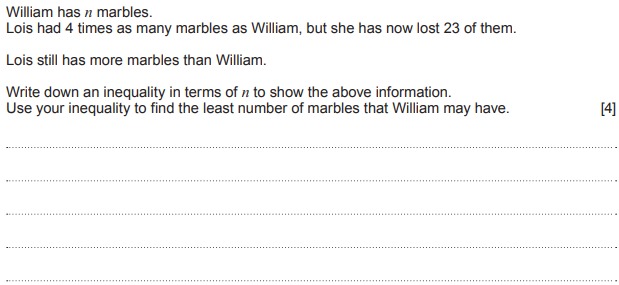 William has n marbles.
Lois had 4 times as many marbles as William, but she has now lost 23 of them.
Lois still has more marbles than William.
Write down an inequality in terms of n to show the above information.
Use your inequality to find the least number of marbles that William may have. [4]